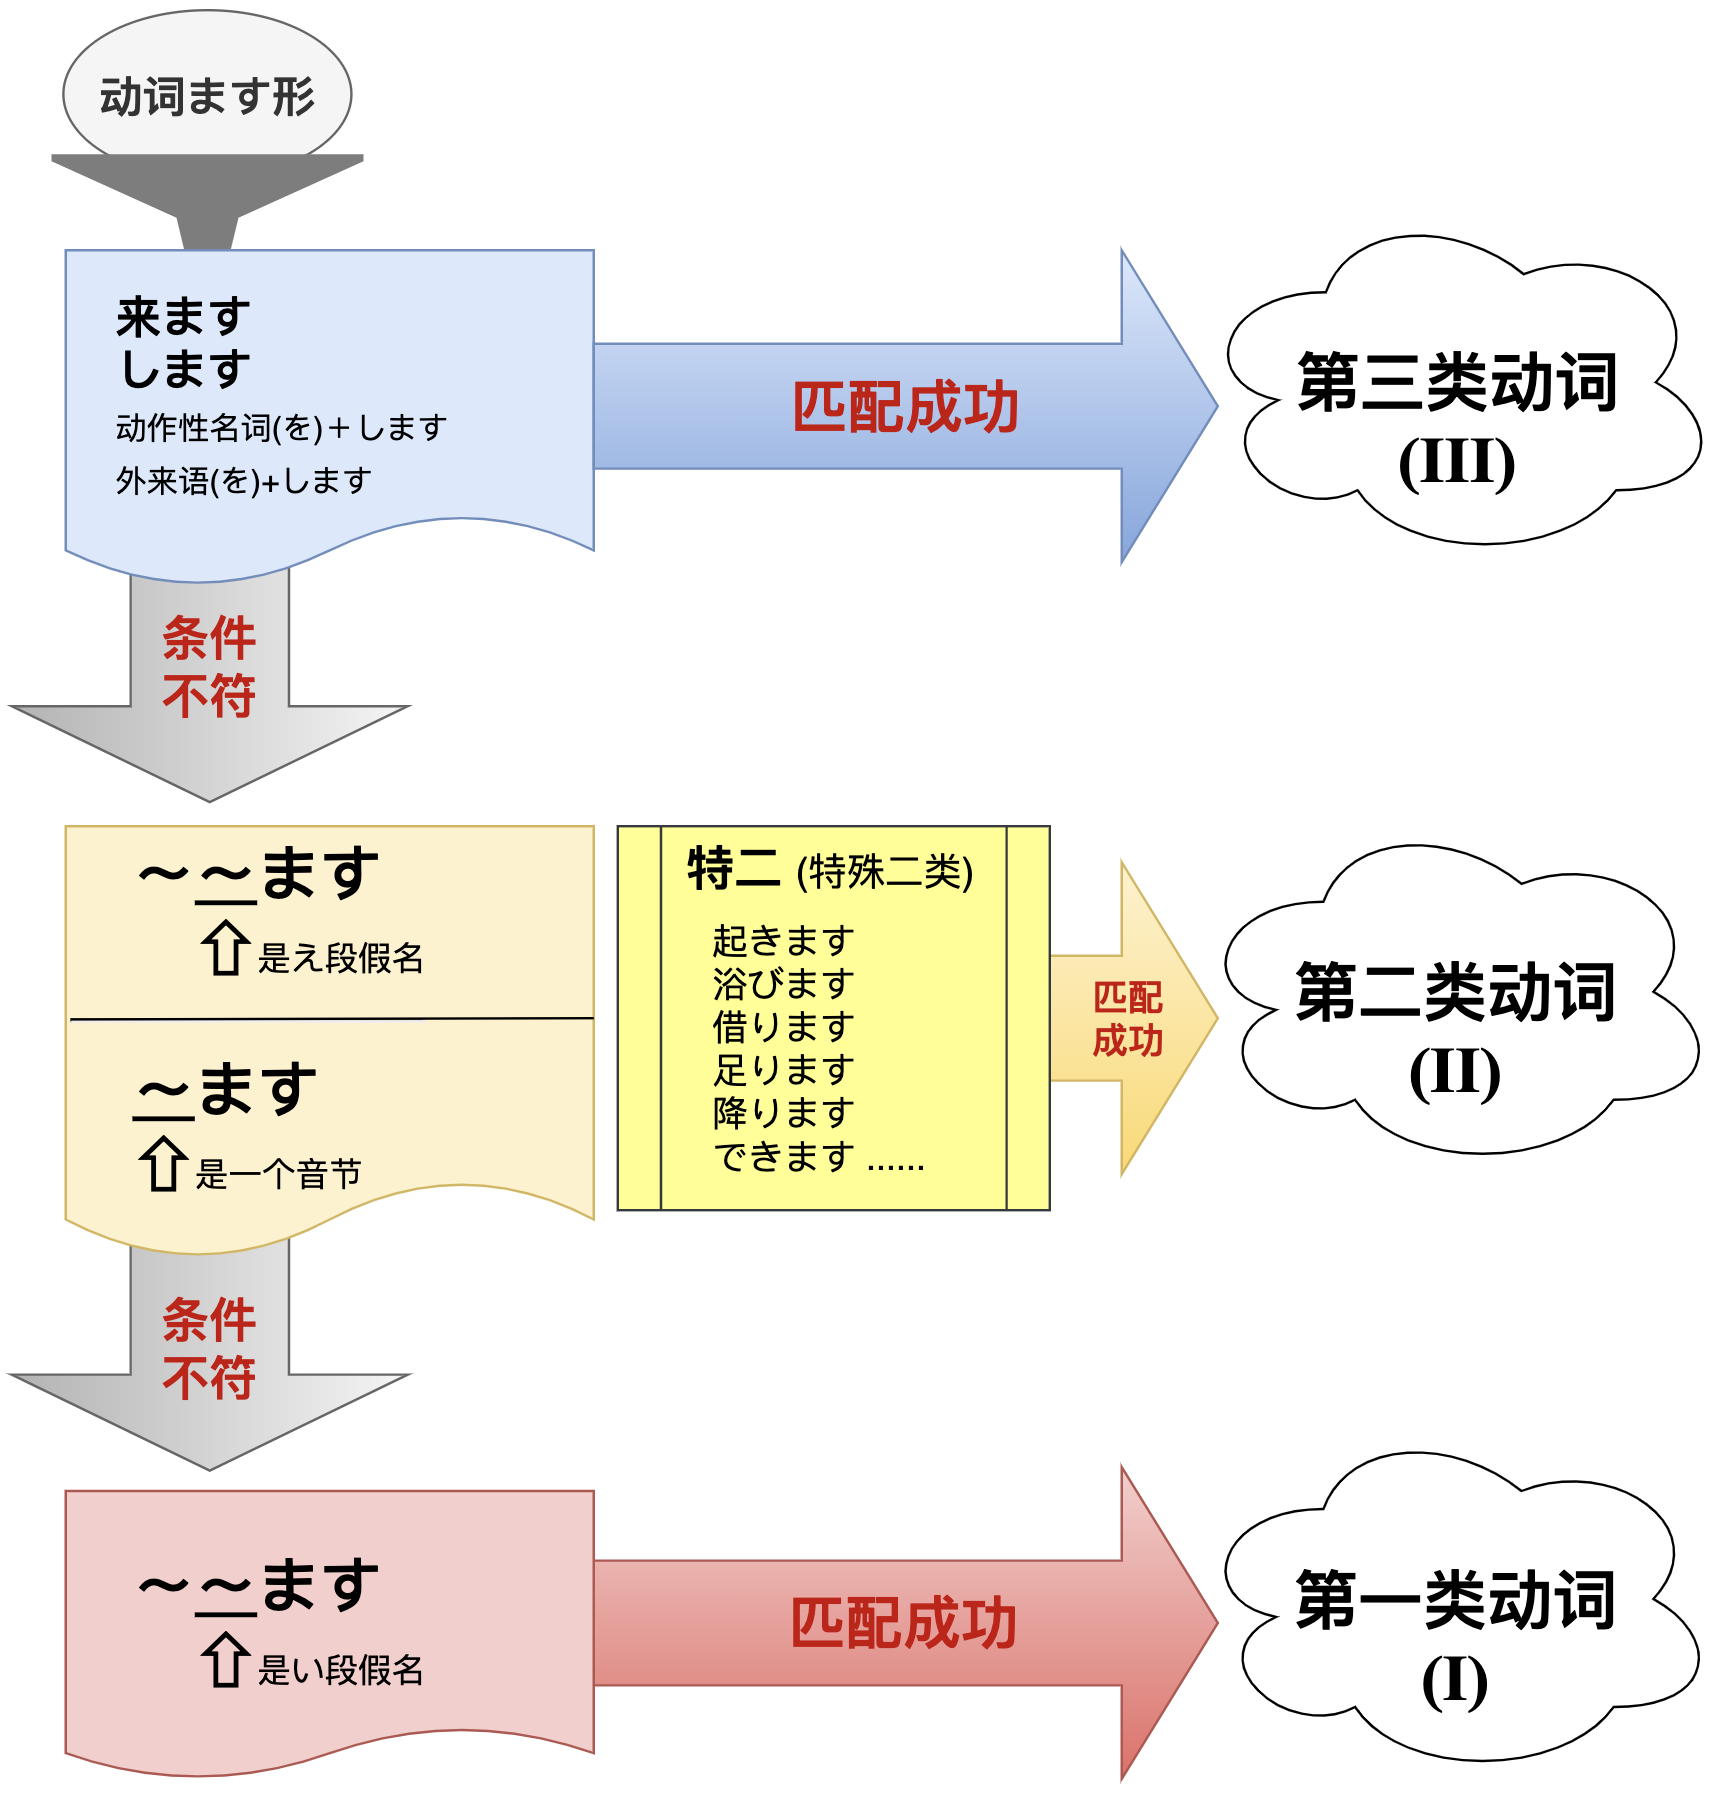 动词ます形
来ます
します
动作性名词(を)＋します
外来语(を)+します
匹配成功
第三类动词
(III)
条件
不符
～～ます
是え段假名
～ます
是一个音节
特二 (特殊二类)
起きます
浴びます
借ります
足ります
降ります
できます ......
匹配
成功
第二类动词
(II)
条件
不符
～～ます
是い段假名
匹配成功
第一类动词
(I)